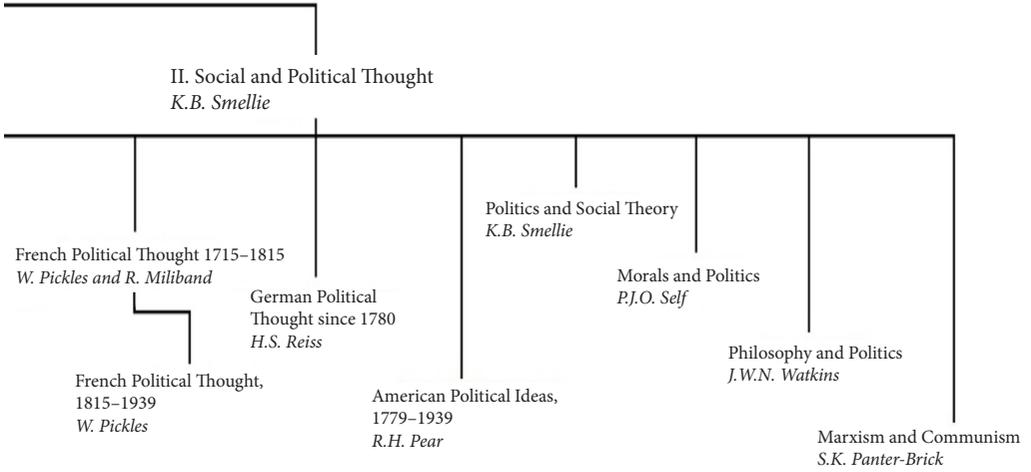 II. Social and Political Thought
K.B. Smellie
French Political Thought 1715–1815
W. Pickles and R. Miliband
French Political Thought,
1815–1939
W. Pickles
German Political
Thought since 1780
H.S. Reiss
American Political Ideas,
1779–1939
R.H. Pear
Politics and Social Theory
K.B. Smellie
Morals and Politics
P.J.O. Self
Philosophy and Politics
J.W.N. Watkins
Marxism and Communism
S.K. Panter-Brick